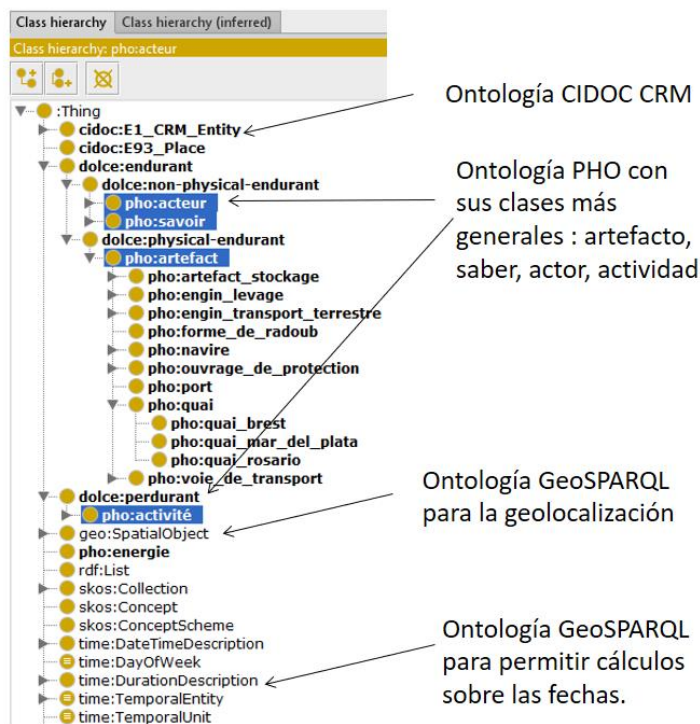 Class hierarchy
Class hierarchy (inferred)
Class hierarchy: pho:acteur
:Thing
cidoc:E1_CRM_Entity
cidoc:E93_Place
dolce:endurant
dolce:non-physical-endurant
pho:acteur
pho:savoir
dolce:physical-endurant
pho:artefact
pho:artefact_stockage
pho:engin_levage
pho:engin_transport_terrestre
pho:forme_de_radoub
pho:navire
pho:ouvrage_de_protection
pho:port
pho:quai
pho:quai_brest
pho:quai_mar_del_plata
pho:quai_rosario
pho:voie_de_transport
dolce:perdurant
pho:activité
geo:SpatialObject
pho:energie
rdf:List
skos:Collection
skos:Concept
skos:ConceptScheme
time:DateTimeDescription
time:DayOfWeek
time:DurationDescription
time:TemporalEntity
time:TemporalUnit
Ontología CIDOC CRM
Ontología PHO con
sus clases más
generales : artefacto,
saber, actor, actividad
Ontología GeoSPARQL
para la geolocalización
Ontología GeoSPARQL
para permitir cálculos
sobre las fechas.